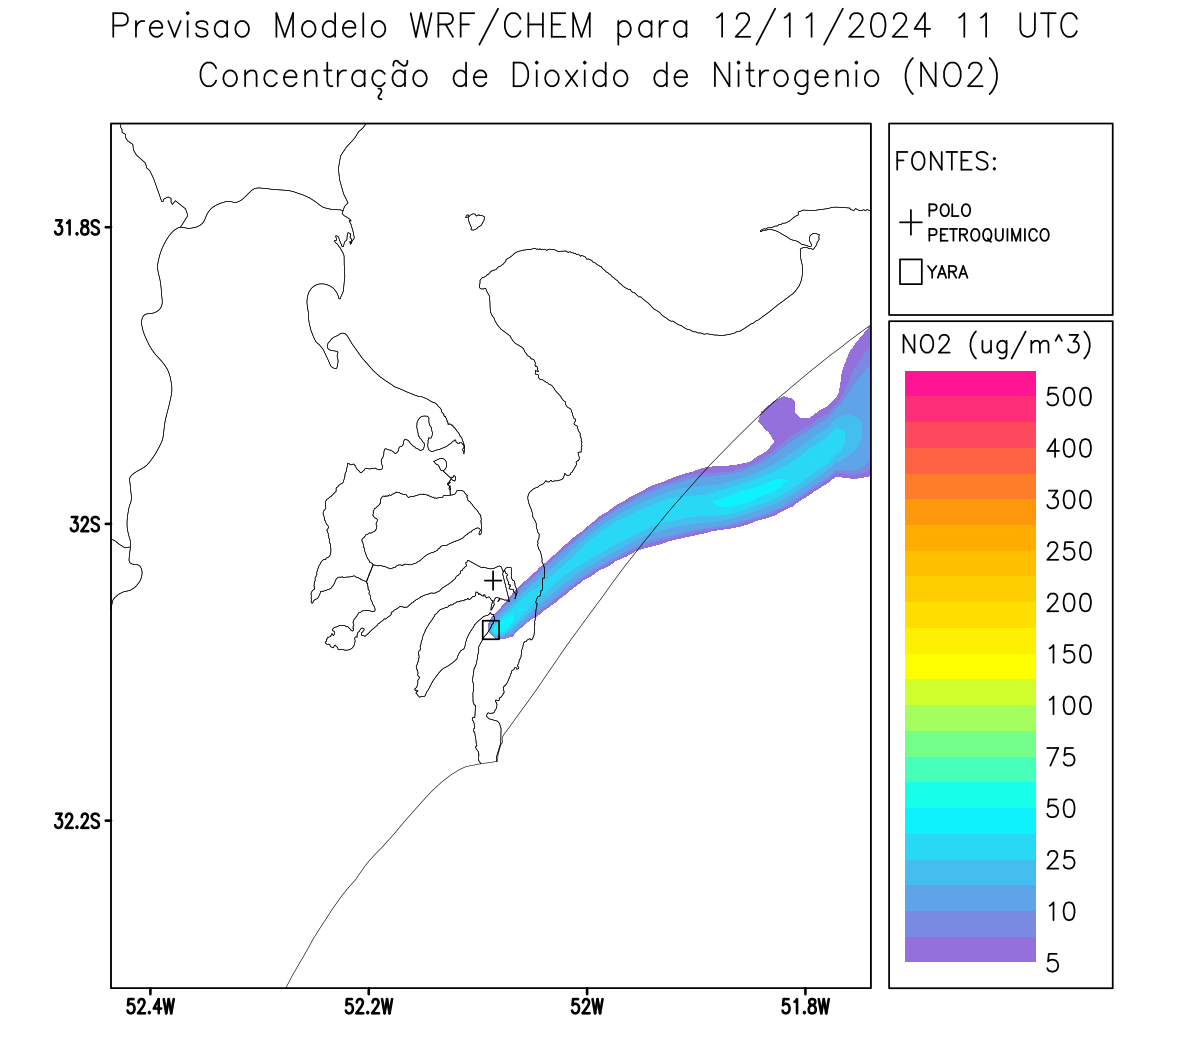 Previsao Modelo WRF/CHEM para 12/11/2024 11 UTC
Concentração de Dioxido de Nitrogenio (NO2)
FONTES:
POLO
PETROQUIMICO
YARA
31.8S
32S
32.2S
52.4W
52.2W
52W
51.8W
NO2 (ug/m^3)
500
400
300
250
200
150
100
75
50
25
10
5